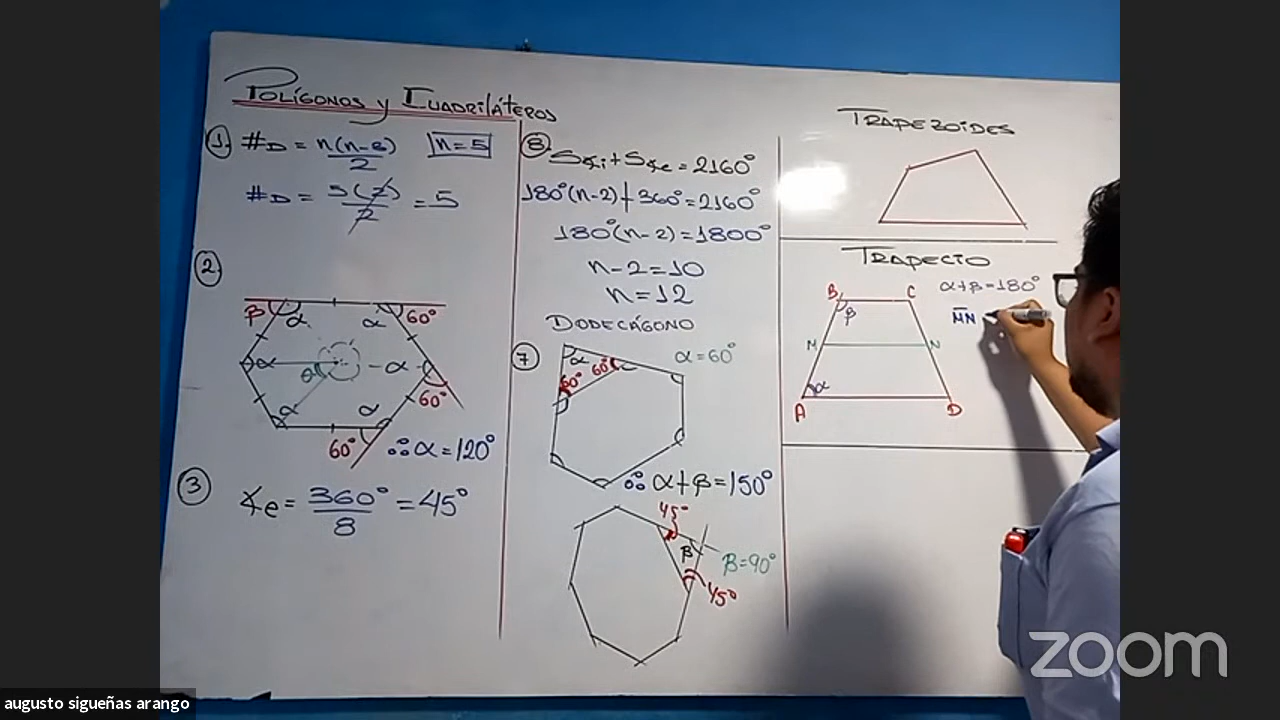 POLÍGONOS y CUADRILÁTEROS
1. #D = n(n-3)/2 n=5
#D = 5(2)/2 = 5
2.
β α α 60°
α θ α
α α 60°
60° ∴ α=120°
3 ∢e = 360°/8 = 45°
8 S∢i + S∢e = 2160°
180°(n-2) + 360° = 2160°
180°(n-2) = 1800°
n-2 = 10
n = 12
DODECÁGONO
7 α 60° 60° α=60°
∴ α+β=150°
45°
β β=90°
45°
TRAPEZOIDES
TRAPECIO
B C α+β=180°
β M̅N̅
M N
α
A D
zoom
augusto sigueñas arango